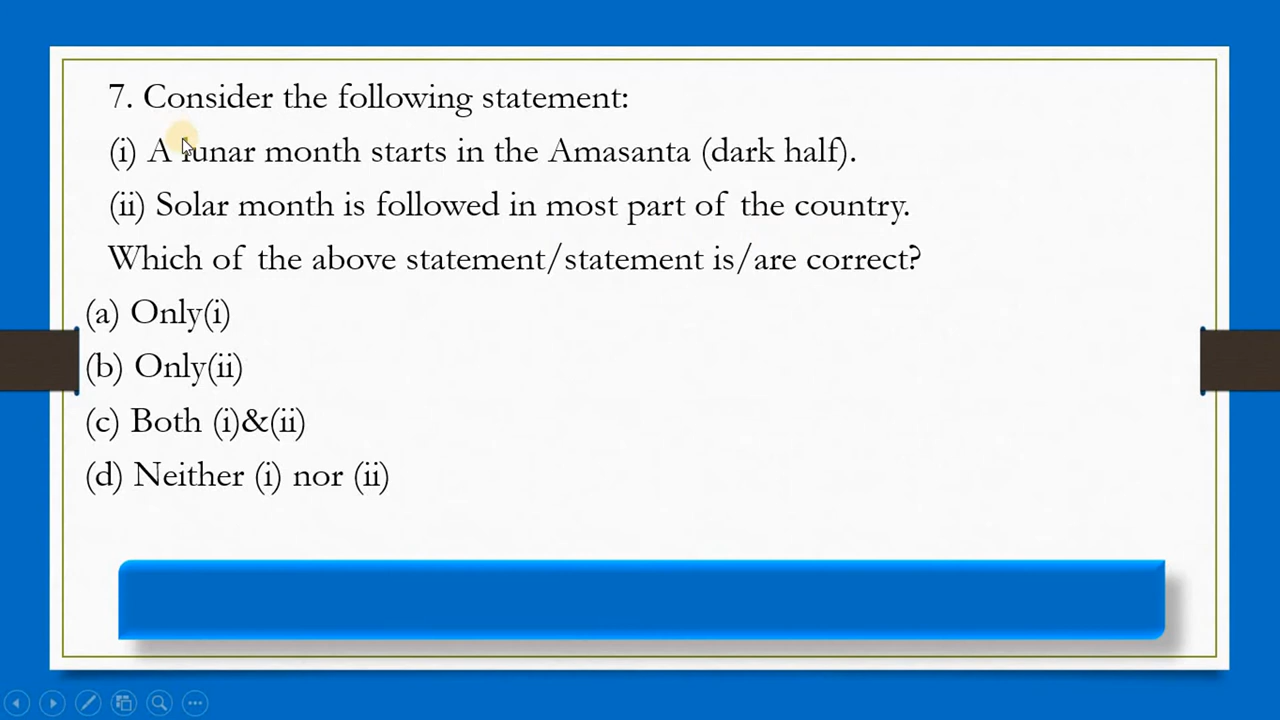 7. Consider the following statement:
(i) A lunar month starts in the Amasanta (dark half).
(ii) Solar month is followed in most part of the country.
Which of the above statement/statement is/are correct?
(a) Only(i)
(b) Only(ii)
(c) Both (i)&(ii)
(d) Neither (i) nor (ii)